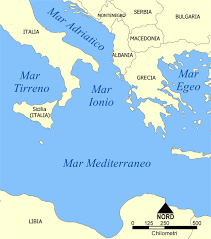 SERBIA
MONTENEGRO
BULGARIA
ITALIA
Mar Adriatico
MACEDONIA
ALBANIA
GRECIA
Mar
Egeo
Mar
Tirreno
Mar
Ionio
Sicilia
(ITALIA)
Mar Mediterraneo
LIBIA
NORD
0 125 250 500
Chilometri